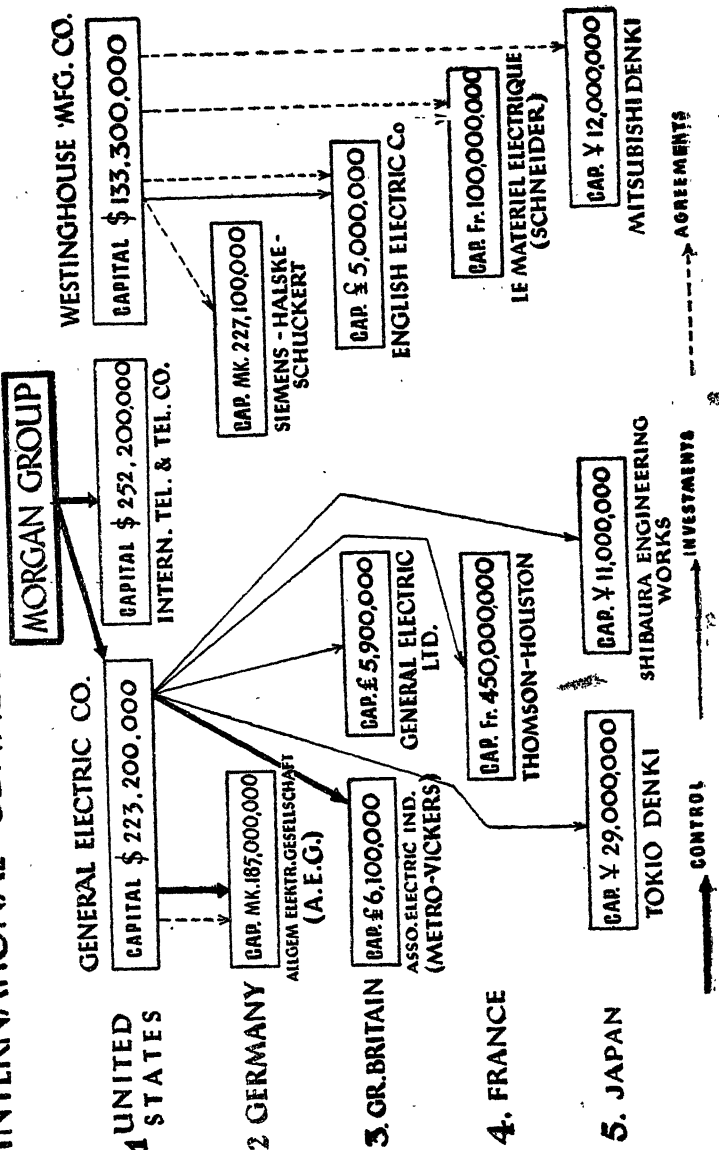 INTERNATIONAL
MORGAN GROUP
GENERAL ELECTRIC CO.
WESTINGHOUSE MFG. CO.
1 UNITED
STATES
CAPITAL $ 223,200,000
CAPITAL $ 252,200,000
INTERN. TEL. & TEL. CO.
CAPITAL $ 133,300,000
2 GERMANY
CAP. MK. 185,000,000
ALLGEM ELEKTR. GESELLSCHAFT
(A. E. G.)
CAP. MK. 227,100,000
SIEMENS - HALSKE -
SCHUCKERT
3. GR. BRITAIN
CAP. £ 6,100,000
ASSO. ELECTRIC IND.
(METRO-VICKERS)
CAP. £ 5,900,000
GENERAL ELECTRIC
LTD.
CAP. £ 5,000,000
ENGLISH ELECTRIC Co
4. FRANCE
CAP. Fr. 450,000,000
THOMSON-HOUSTON
CAP. Fr. 100,000,000
LE MATERIEL ELECTRIQUE
(SCHNEIDER)
5. JAPAN
CAP. ¥ 29,000,000
TOKIO DENKI
CAP. ¥ 11,000,000
SHIBAURA ENGINEERING
WORKS
CAP. ¥ 12,000,000
MITSUBISHI DENKI
CONTROL
INVESTMENTS
AGREEMENTS